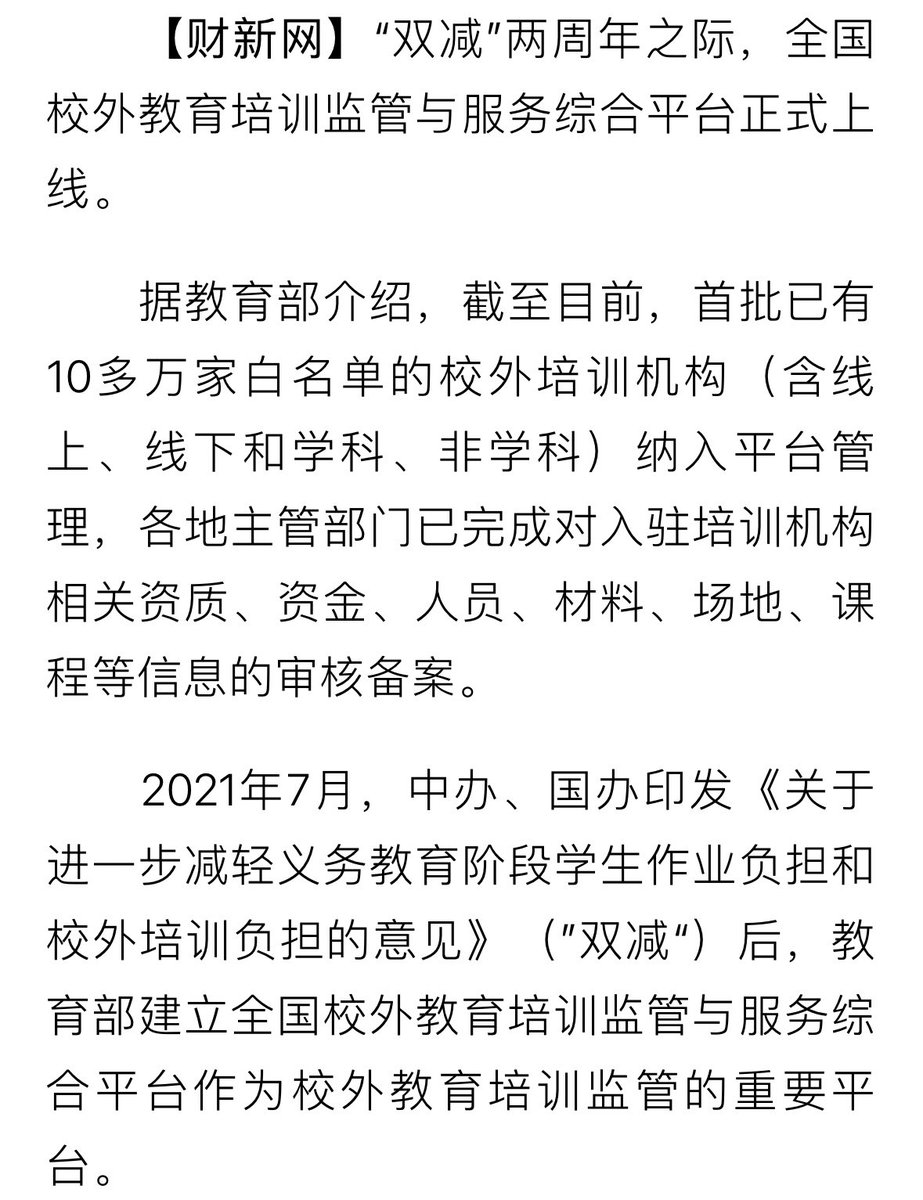 【财新网】“双减”两周年之际，全国
校外教育培训监管与服务综合平台正式上
线。
据教育部介绍，截至目前，首批已有
10多万家白名单的校外培训机构（含线
上、线下和学科、非学科）纳入平台管
理，各地主管部门已完成对入驻培训机构
相关资质、资金、人员、材料、场地、课
程等信息的审核备案。
2021年7月，中办、国办印发《关于
进一步减轻义务教育阶段学生作业负担和
校外培训负担的意见》（”双减“）后，教
育部建立全国校外教育培训监管与服务综
合平台作为校外教育培训监管的重要平
台。